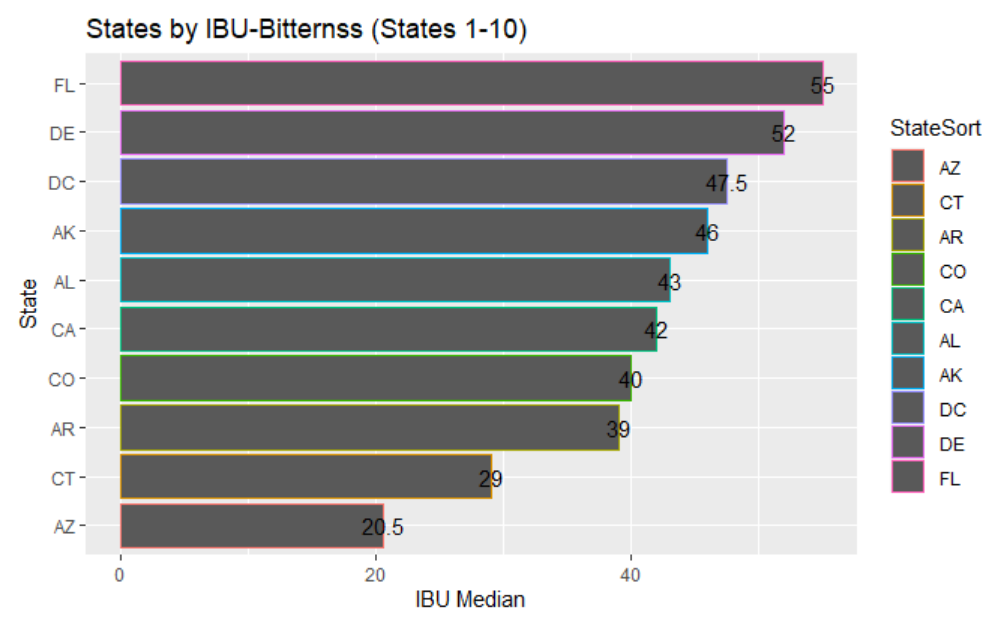 States by IBU-Bitternss (States 1-10)
FL
55
DE
52
DC
47.5
AK
46
AL
43
CA
42
CO
40
AR
39
CT
29
AZ
20.5
0
20
40
IBU Median
State
StateSort
AZ
CT
AR
CO
CA
AL
AK
DC
DE
FL